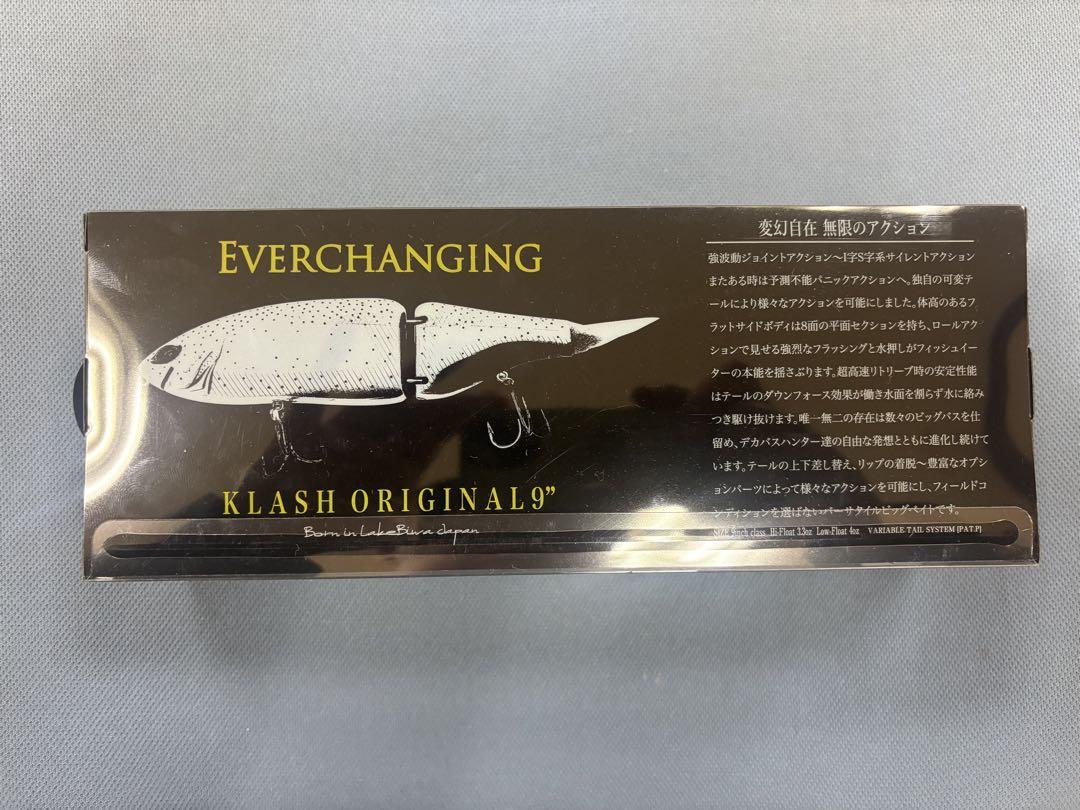 EVERCHANGING
KLASH ORIGINAL 9”
Born in Lake Biwa Japan
変幻自在 無限のアクション
強波動ジョイントアクション〜I字S字系サイレントアクション
またある時は予測不能パニックアクションへ。独自の可変テ
ールにより様々なアクションを可能にしました。体高のあるフ
ラットサイドボディは8面の平面セクションを持ち、ロールアク
ションで見せる強烈なフラッシングと水押しがフィッシュイー
ターの本能を揺さぶります。超高速リトリーブ時の安定性能
はテールのダウンフォース効果が働き水面を割らず水に絡み
つき駆け抜けます。唯一無二の存在は数々のビッグバスを仕
留め、デカバスハンター達の自由な発想とともに進化し続けて
います。テールの上下差し替え、リップの着脱〜豊富なオプシ
ョンパーツによって様々なアクションを可能にし、フィールドコ
ンディションを選ばないバーサタイルビッグベイトです。
SIZE 9inch class Hi-Float 3.3oz Low-Float 4oz VARIABLE TAIL SYSTEM [PAT.P]